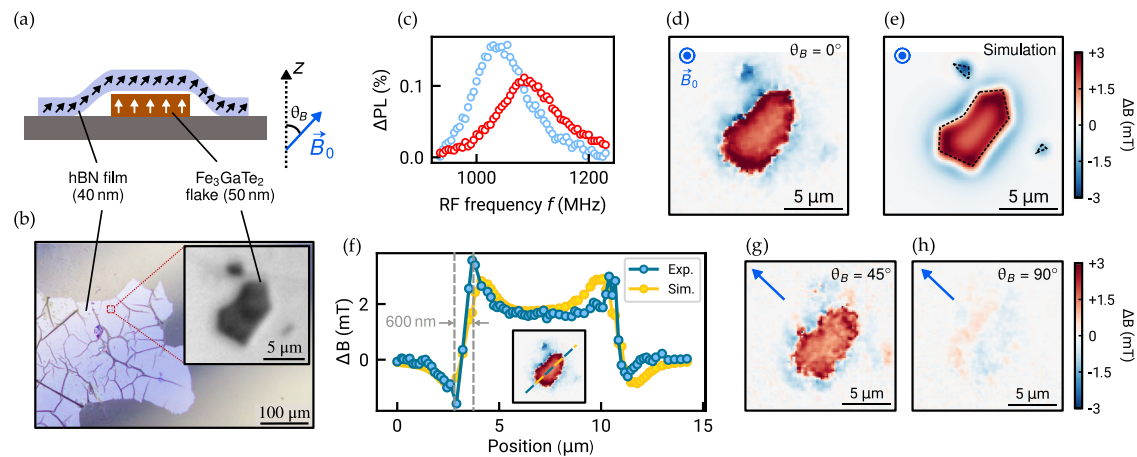 (a)
z
θB
B⃗0
hBN film
(40 nm)
Fe3GaTe2
flake (50 nm)
(b)
5 μm
100 μm
(c)
ΔPL (%)
0.1
0.0
1000
1200
RF frequency f (MHz)
(d)
θB = 0°
B⃗0
5 μm
(e)
Simulation
5 μm
+3
+1.5
0
-1.5
-3
ΔB (mT)
(f)
ΔB (mT)
2
0
600 nm
Exp.
Sim.
0
5
10
15
Position (μm)
(g)
θB = 45°
5 μm
(h)
θB = 90°
5 μm
+3
+1.5
0
-1.5
-3
ΔB (mT)